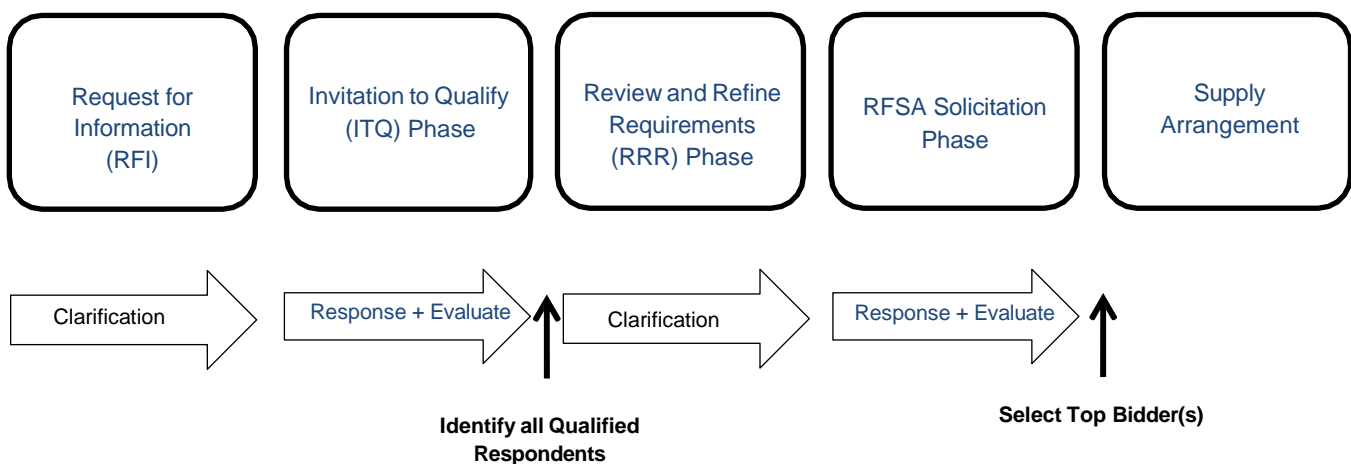 Request for
Information
(RFI)
Invitation to Qualify
(ITQ) Phase
Review and Refine
Requirements
(RRR) Phase
RFSA Solicitation
Phase
Supply
Arrangement
Clarification
Response + Evaluate
Clarification
Response + Evaluate
Identify all Qualified
Respondents
Select Top Bidder(s)